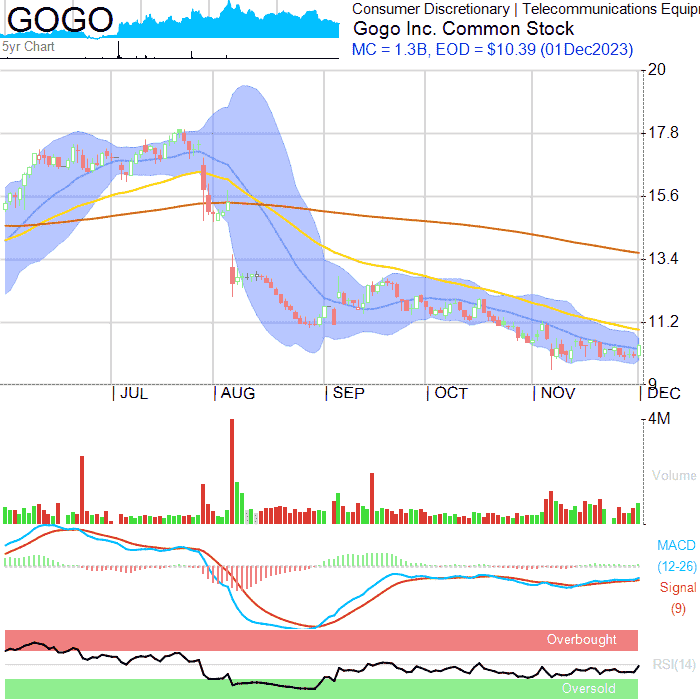 GOGO
5yr Chart
Consumer Discretionary | Telecommunications Equip
Gogo Inc. Common Stock
MC = 1.3B, EOD = $10.39 (01Dec2023)
20
17.8
15.6
13.4
11.2
9
JUL AUG SEP OCT NOV DEC
4M
Volume
MACD
(12-26)
Signal
(9)
Overbought
RSI(14)
Oversold